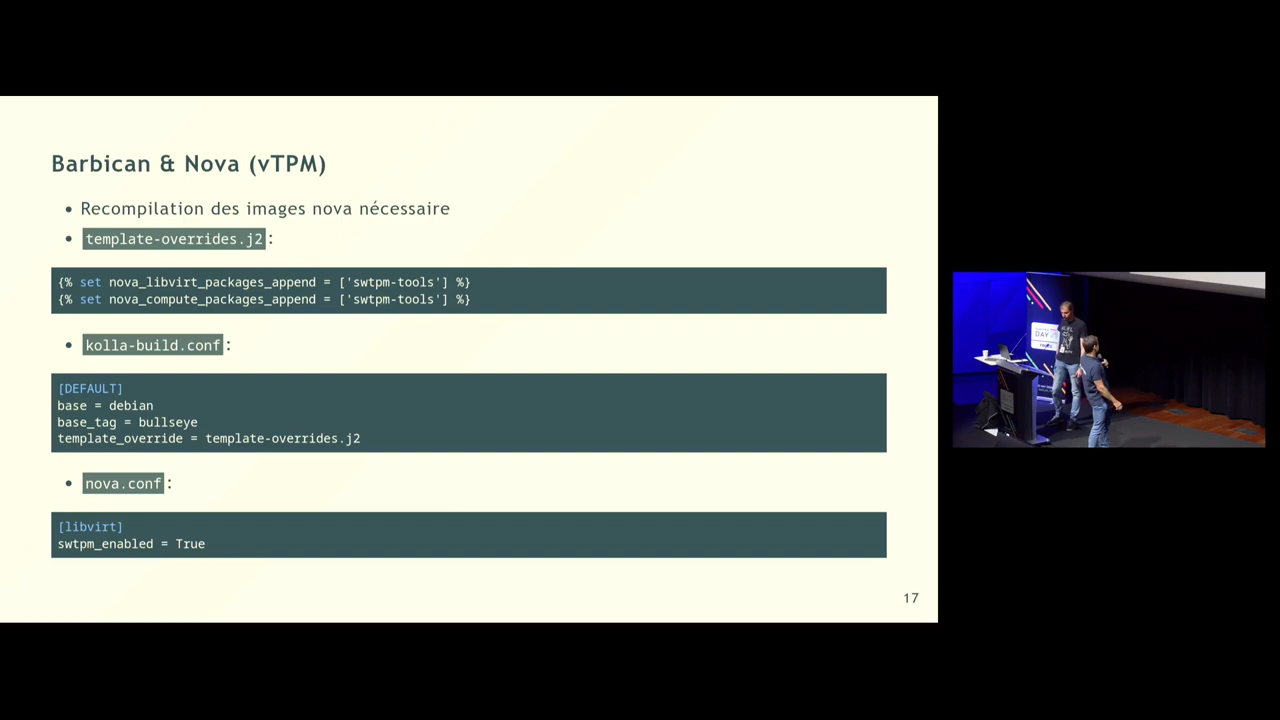 Barbican & Nova (vTPM)
• Recompilation des images nova nécessaire
• template-overrides.j2 :
{% set nova_libvirt_packages_append = ['swtpm-tools'] %}
{% set nova_compute_packages_append = ['swtpm-tools'] %}
• kolla-build.conf :
[DEFAULT]
base = debian
base_tag = bullseye
template_override = template-overrides.j2
• nova.conf :
[libvirt]
swtpm_enabled = True
17
DAY